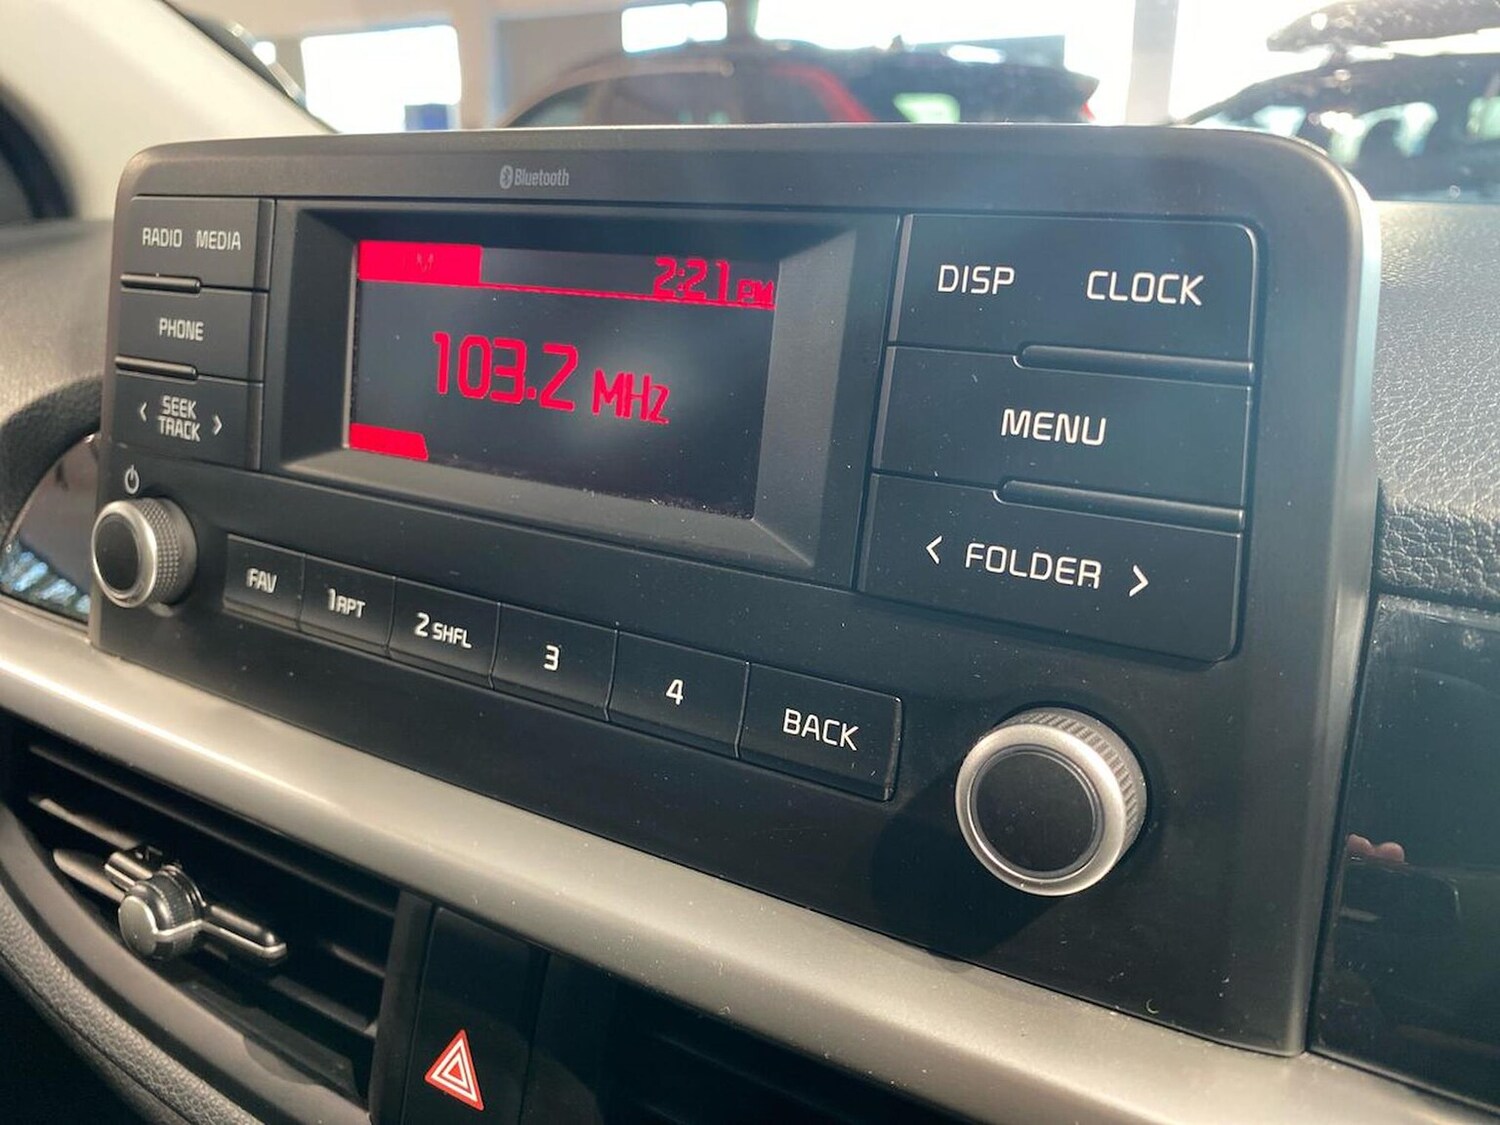 Bluetooth
RADIO MEDIA
PHONE
< SEEK TRACK >
2:21 PM
103.2 MHz
DISP CLOCK
MENU
< FOLDER >
FAV
1 RPT
2 SHFL
3
4
BACK